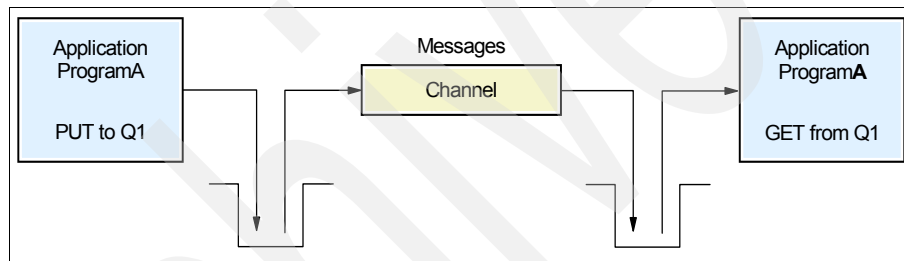 Application
ProgramA
PUT to Q1
Messages
Channel
Application
ProgramA
GET from Q1